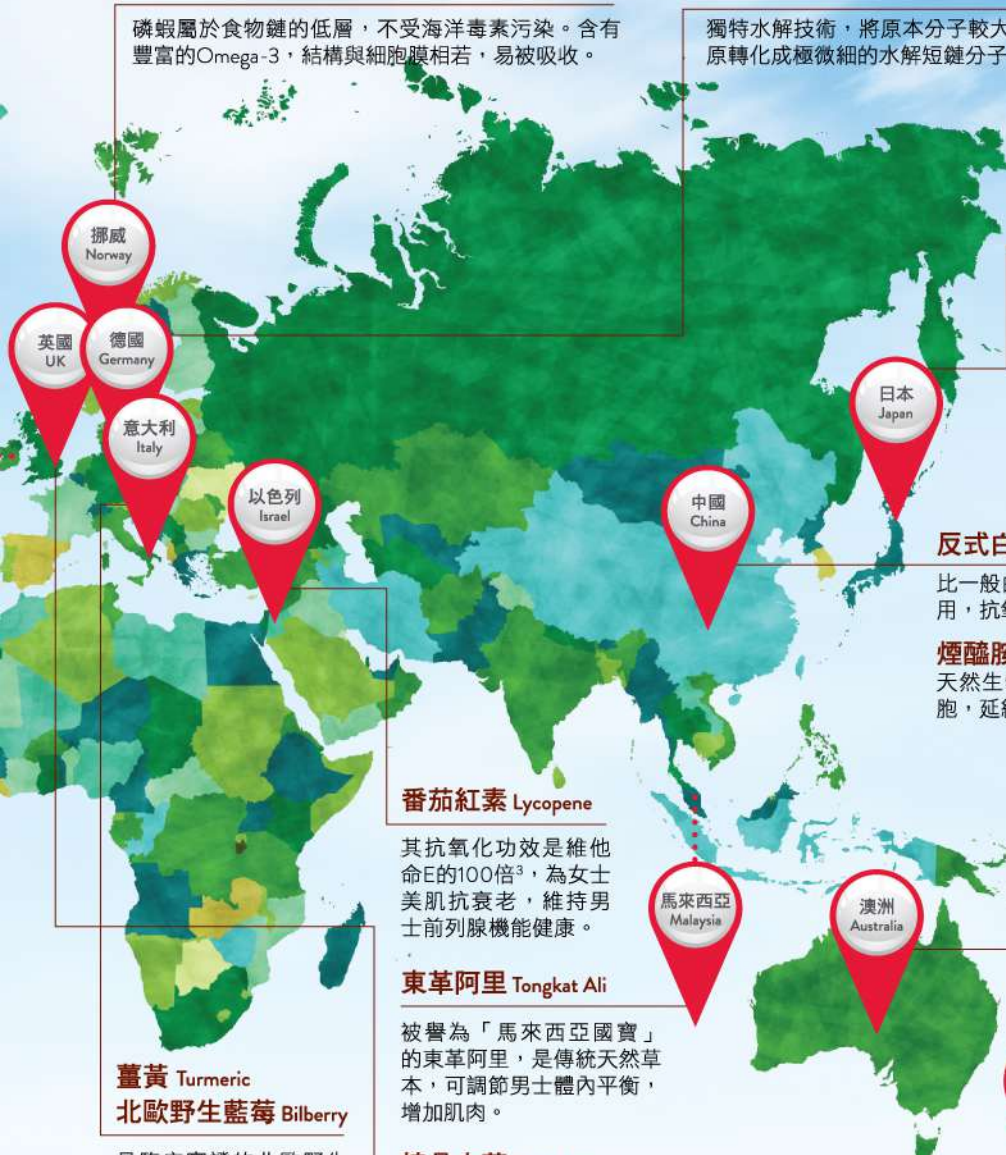 磷蝦屬於食物鏈的低層，不受海洋毒素污染。含有
豐富的Omega-3，結構與細胞膜相若，易被吸收。
獨特水解技術，將原本分子較大
原轉化成極微細的水解短鏈分子
挪威
Norway
英國
UK
德國
Germany
意大利
Italy
以色列
Israel
日本
Japan
中國
China
反式白
比一般
用，抗氧
煙醯胺
天然生
胞，延
番茄紅素 Lycopene
其抗氧化功效是維他
命E的100倍³，為女士
美肌抗衰老，維持男
士前列腺機能健康。
馬來西亞
Malaysia
澳洲
Australia
東革阿里 Tongkat Ali
被譽為「馬來西亞國寶」
的東革阿里，是傳統天然草
本，可調節男士體內平衡，
增加肌肉。
薑黃 Turmeric
北歐野生藍莓 Bilberry